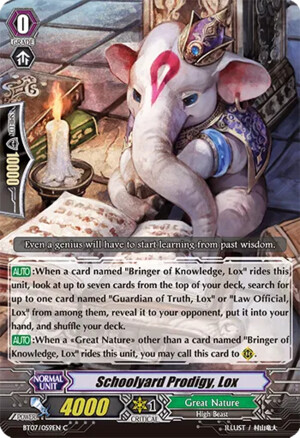 0
GRADE
SHIELD
10000
Even a genius will have to start learning from past wisdom.
AUTO :When a card named "Bringer of Knowledge, Lox" rides this
unit, look at up to seven cards from the top of your deck, search for
up to one card named "Guardian of Truth, Lox" or "Law Official,
Lox" from among them, reveal it to your opponent, put it into your
hand, and shuffle your deck.
AUTO :When a «Great Nature» other than a card named "Bringer of
Knowledge, Lox" rides this unit, you may call this card to R.
NORMAL
UNIT
Schoolyard Prodigy, Lox
POWER
4000
1
CRITICAL
Great Nature
High Beast
BT07/059EN C
ILLUST / 村山竜大